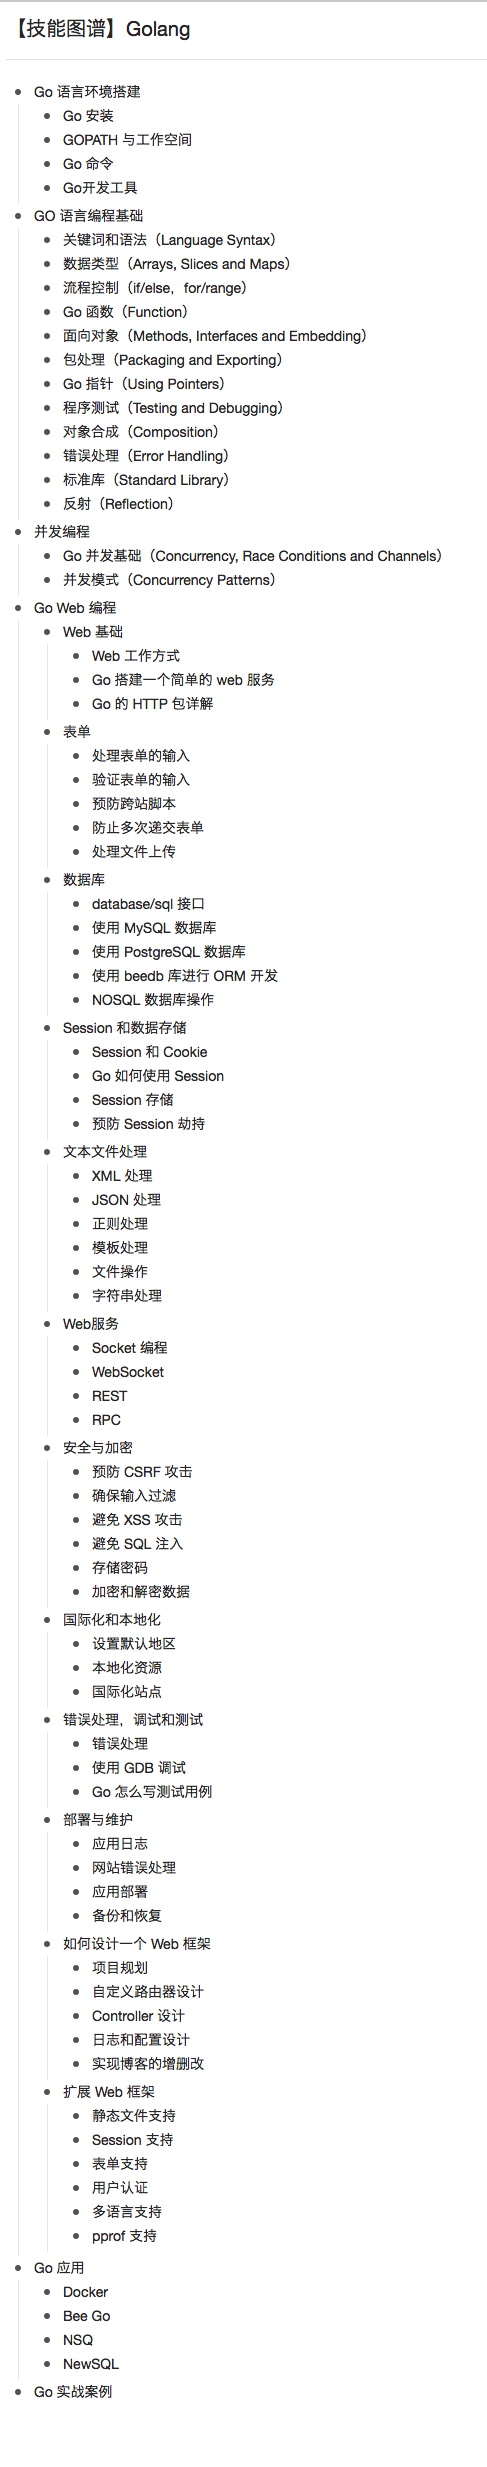 【技能图谱】Golang
Go 语言环境搭建
Go 安装
GOPATH 与工作空间
Go 命令
Go开发工具
GO 语言编程基础
关键词和语法（Language Syntax）
数据类型（Arrays, Slices and Maps）
流程控制（if/else，for/range）
Go 函数（Function）
面向对象（Methods, Interfaces and Embedding）
包处理（Packaging and Exporting）
Go 指针（Using Pointers）
程序测试（Testing and Debugging）
对象合成（Composition）
错误处理（Error Handling）
标准库（Standard Library）
反射（Reflection）
并发编程
Go 并发基础（Concurrency, Race Conditions and Channels）
并发模式（Concurrency Patterns）
Go Web 编程
Web 基础
Web 工作方式
Go 搭建一个简单的 web 服务
Go 的 HTTP 包详解
表单
处理表单的输入
验证表单的输入
预防跨站脚本
防止多次递交表单
处理文件上传
数据库
database/sql 接口
使用 MySQL 数据库
使用 PostgreSQL 数据库
使用 beedb 库进行 ORM 开发
NOSQL 数据库操作
Session 和数据存储
Session 和 Cookie
Go 如何使用 Session
Session 存储
预防 Session 劫持
文本文件处理
XML 处理
JSON 处理
正则处理
模板处理
文件操作
字符串处理
Web服务
Socket 编程
WebSocket
REST
RPC
安全与加密
预防 CSRF 攻击
确保输入过滤
避免 XSS 攻击
避免 SQL 注入
存储密码
加密和解密数据
国际化和本地化
设置默认地区
本地化资源
国际化站点
错误处理，调试和测试
错误处理
使用 GDB 调试
Go 怎么写测试用例
部署与维护
应用日志
网站错误处理
应用部署
备份和恢复
如何设计一个 Web 框架
项目规划
自定义路由器设计
Controller 设计
日志和配置设计
实现博客的增删改
扩展 Web 框架
静态文件支持
Session 支持
表单支持
用户认证
多语言支持
pprof 支持
Go 应用
Docker
Bee Go
NSQ
NewSQL
Go 实战案例